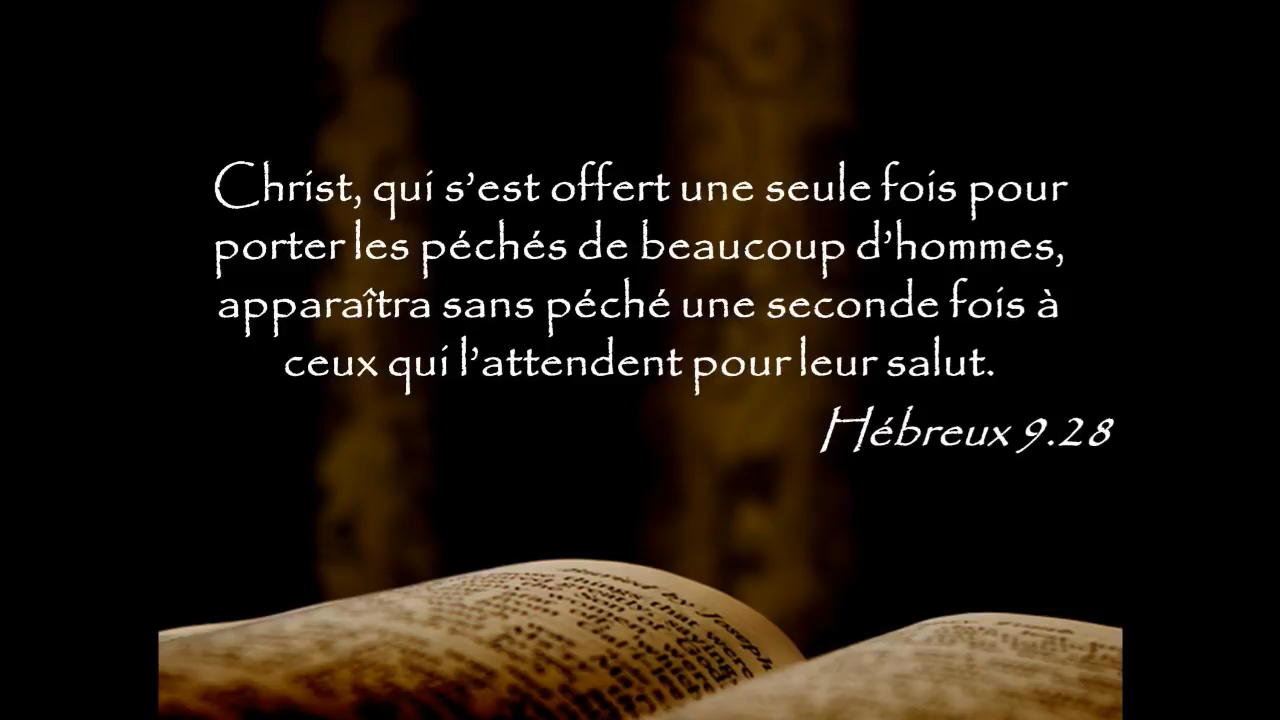 Christ, qui s’est offert une seule fois pour
porter les péchés de beaucoup d’hommes,
apparaîtra sans péché une seconde fois à
ceux qui l’attendent pour leur salut.
Hébreux 9.28